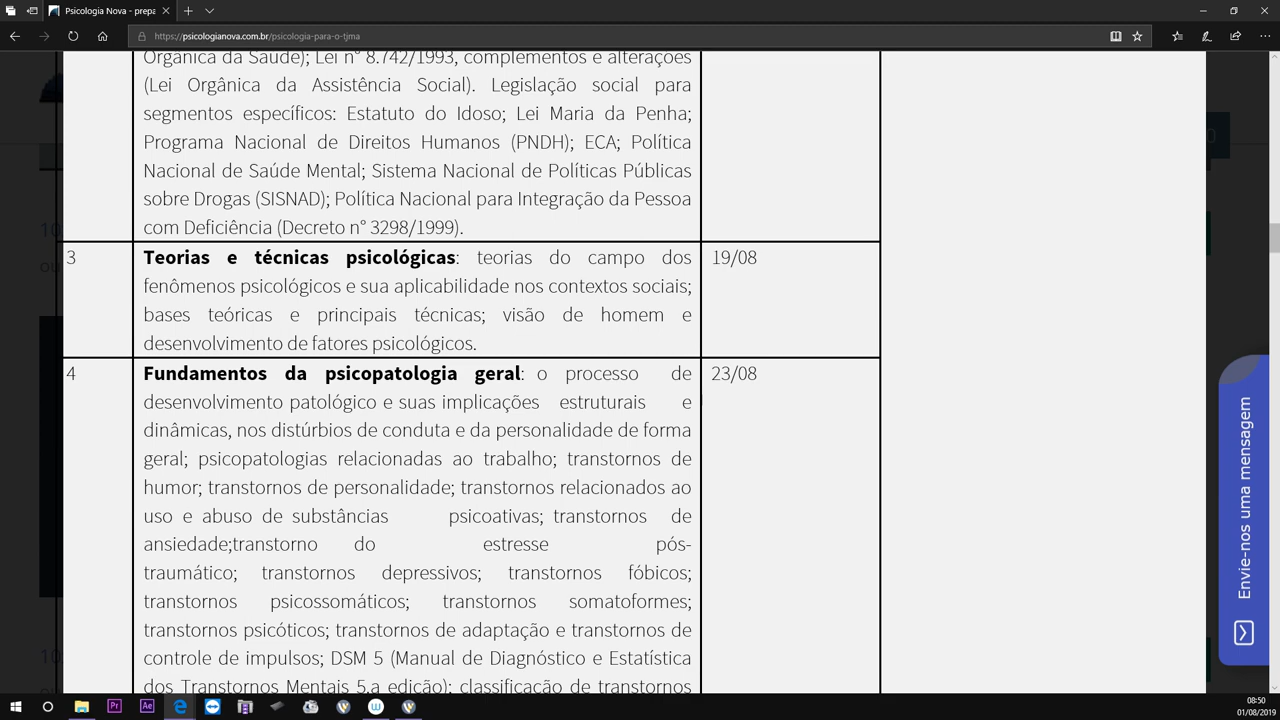 Psicologia Nova - prepa
https://psicologianova.com.br/psicologia-para-o-tjma
Orgânica da Saúde); Lei nº 8.742/1993, complementos e alterações
(Lei Orgânica da Assistência Social). Legislação social para
segmentos específicos: Estatuto do Idoso; Lei Maria da Penha;
Programa Nacional de Direitos Humanos (PNDH); ECA; Política
Nacional de Saúde Mental; Sistema Nacional de Políticas Públicas
sobre Drogas (SISNAD); Política Nacional para Integração da Pessoa
com Deficiência (Decreto nº 3298/1999).
3 Teorias e técnicas psicológicas: teorias do campo dos 19/08
fenômenos psicológicos e sua aplicabilidade nos contextos sociais;
bases teóricas e principais técnicas; visão de homem e
desenvolvimento de fatores psicológicos.
4 Fundamentos da psicopatologia geral: o processo de 23/08
desenvolvimento patológico e suas implicações estruturais e
dinâmicas, nos distúrbios de conduta e da personalidade de forma
geral; psicopatologias relacionadas ao trabalho; transtornos de
humor; transtornos de personalidade; transtornos relacionados ao
uso e abuso de substâncias psicoativas; transtornos de
ansiedade;transtorno do estresse pós-
traumático; transtornos depressivos; transtornos fóbicos;
transtornos psicossomáticos; transtornos somatoformes;
transtornos psicóticos; transtornos de adaptação e transtornos de
controle de impulsos; DSM 5 (Manual de Diagnóstico e Estatística
dos Transtornos Mentais 5.a edição); classificação de transtornos
Envie-nos uma mensagem
08:50
01/08/2019